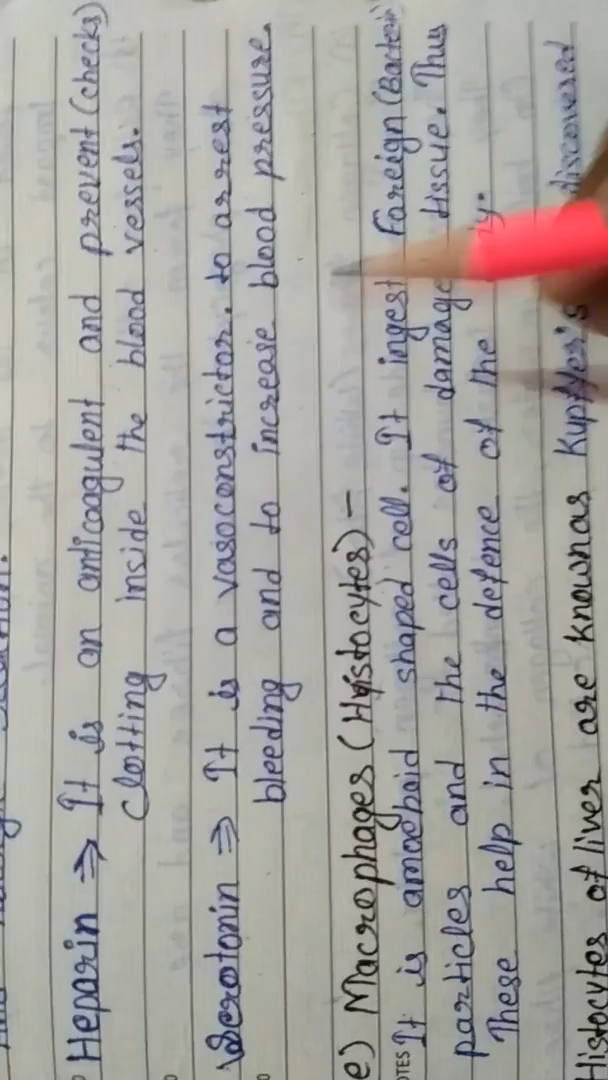 Heparin ⇒ It is an anticoagulent and prevent (checks)
clotting inside the blood vessels.
Serotonin ⇒ It is a vasoconstrictor, to arrest
bleeding and to increase blood pressure.
e) Macrophages (Hystocytes) –
It is amoeboid shaped cell. It ingest Foreign (Bacteria
particles and the cells of damage tissue. Thus
These help in the defence of the
Histocytes of liver are known as Kupffer's discovered